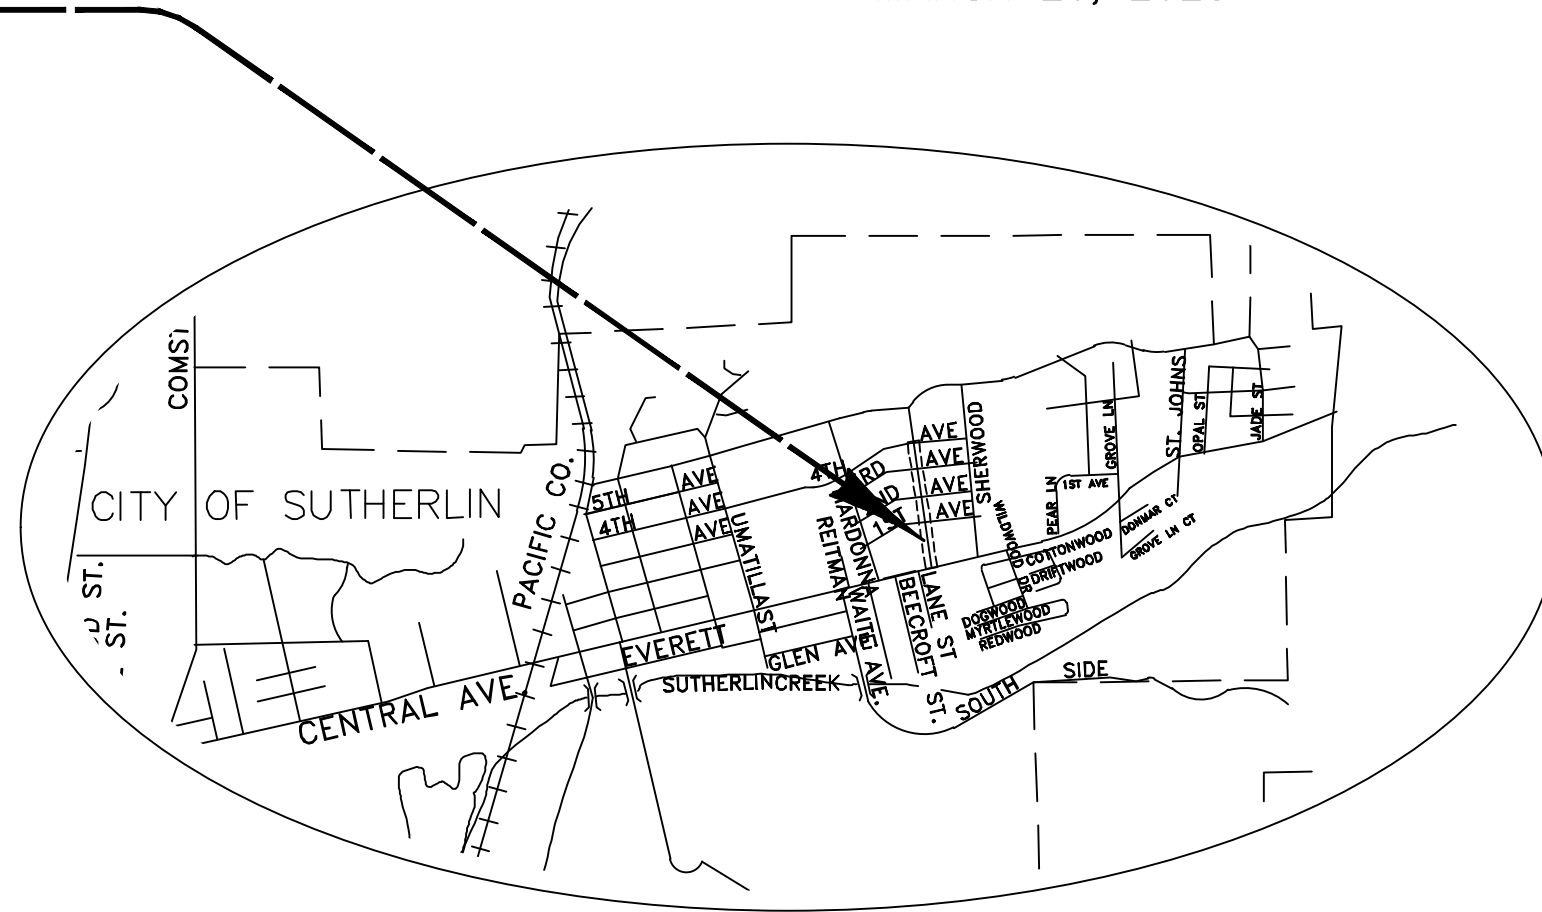 COMST
CITY OF SUTHERLIN
ST.
ST.
PACIFIC CO.
CENTRAL AVE.
5TH
AVE
4TH
AVE
AVE
UMATILLA ST
EVERETT
GLEN AVE
SUTHERLIN CREEK
4TH
RD
ND
1ST
AVE
AVE
AVE
AVE
SHERWOOD
REITMAN
WAITE AVE.
BEECROFT ST.
LANE ST
WILDWOOD DR
DOGWOOD
MYRTLEWOOD
REDWOOD
COTTONWOOD
DRIFTWOOD
PEAR LN
1ST AVE
GROVE LN
DONMAR CT
GROVE LN CT
ST. JOHNS
OPAL ST
JADE ST
SOUTH SIDE